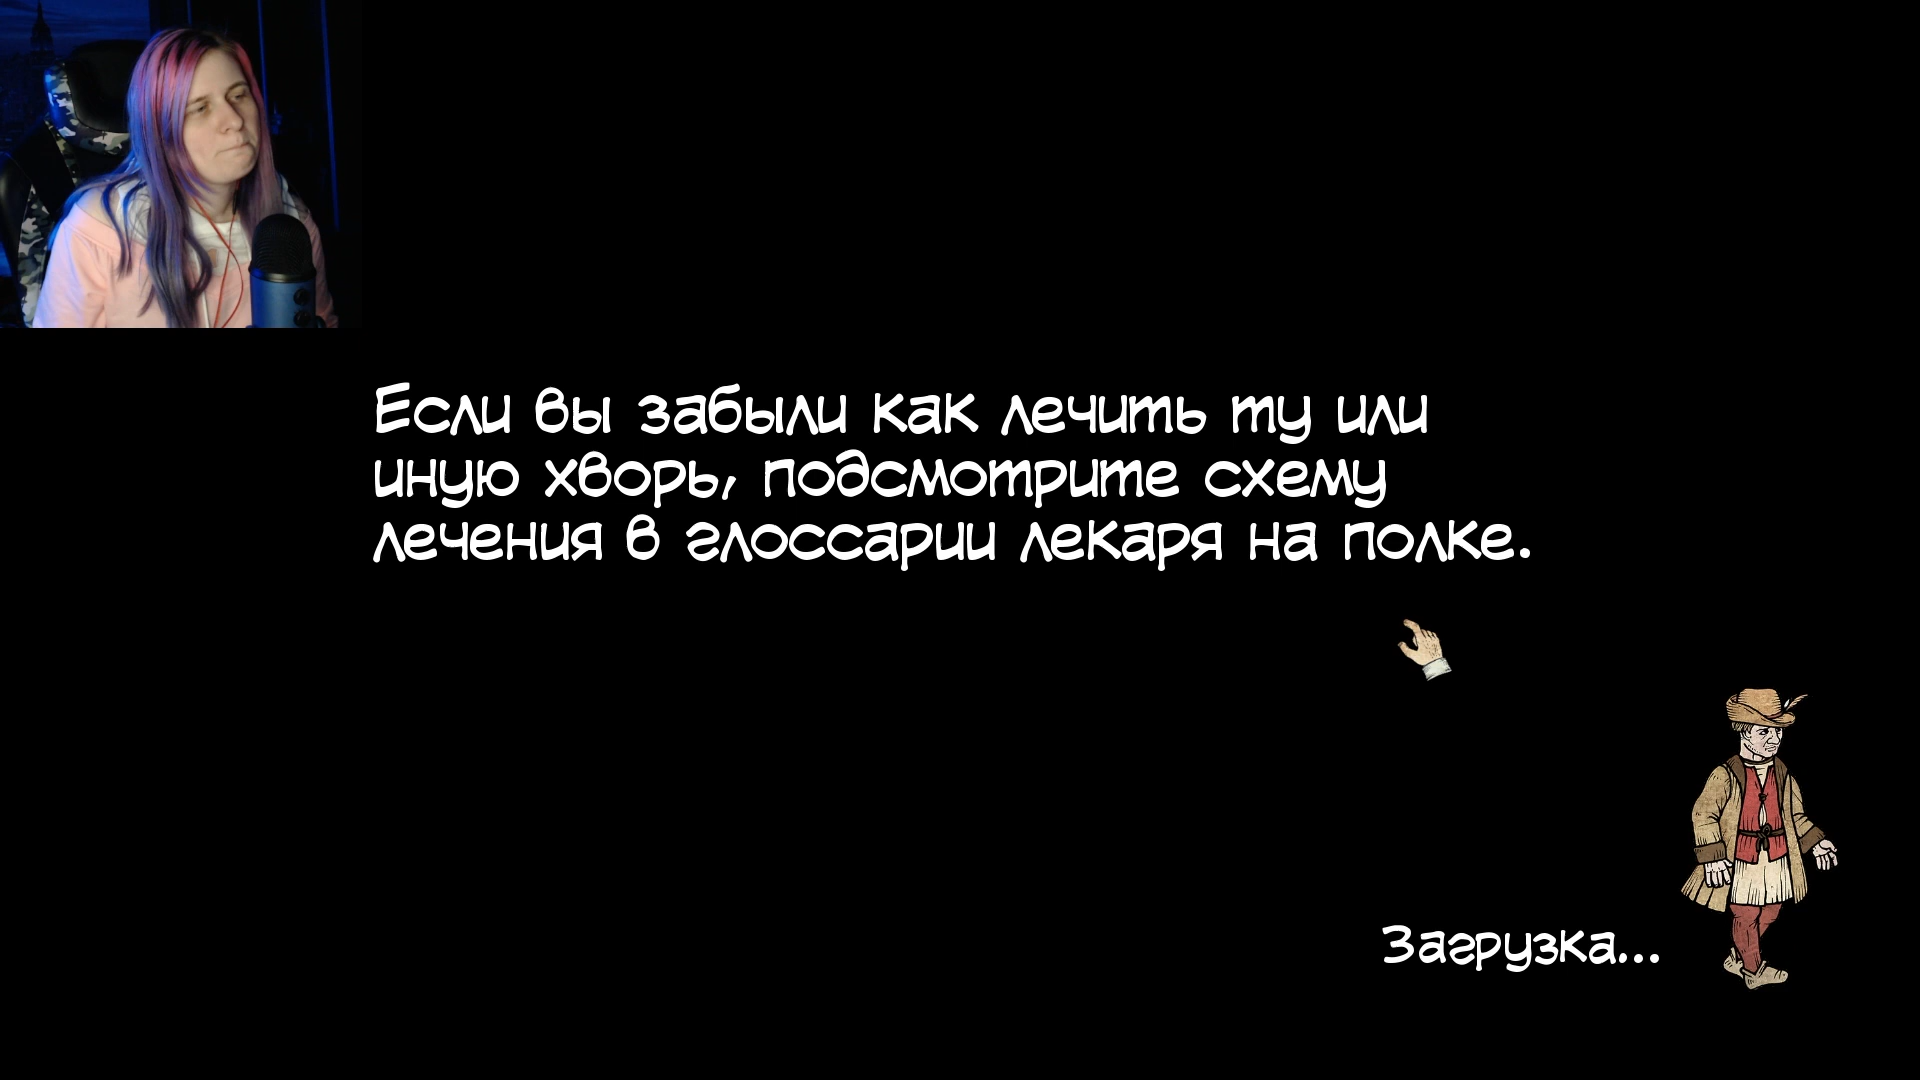 Если вы забыли как лечить ту или
иную хворь, подсмотрите схему
лечения в глоссарии лекаря на полке.
Загрузка...